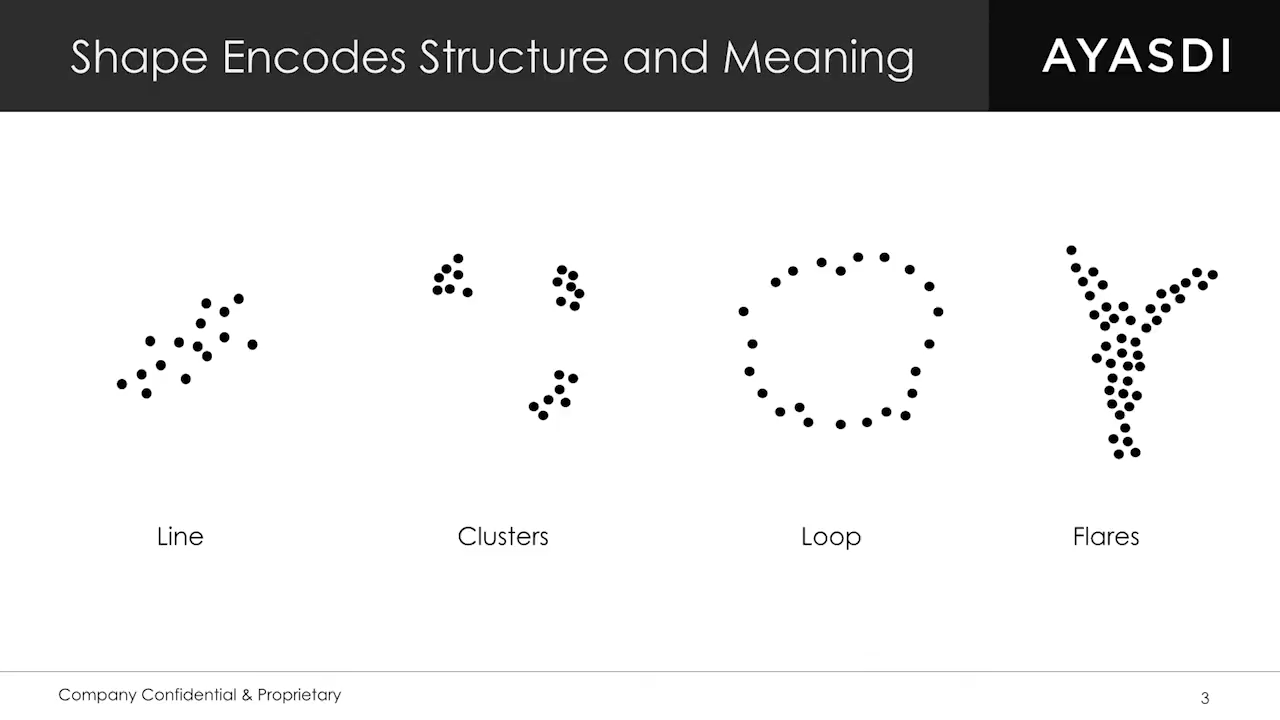 Shape Encodes Structure and Meaning
AYASDI
Line
Clusters
Loop
Flares
Company Confidential & Proprietary
3